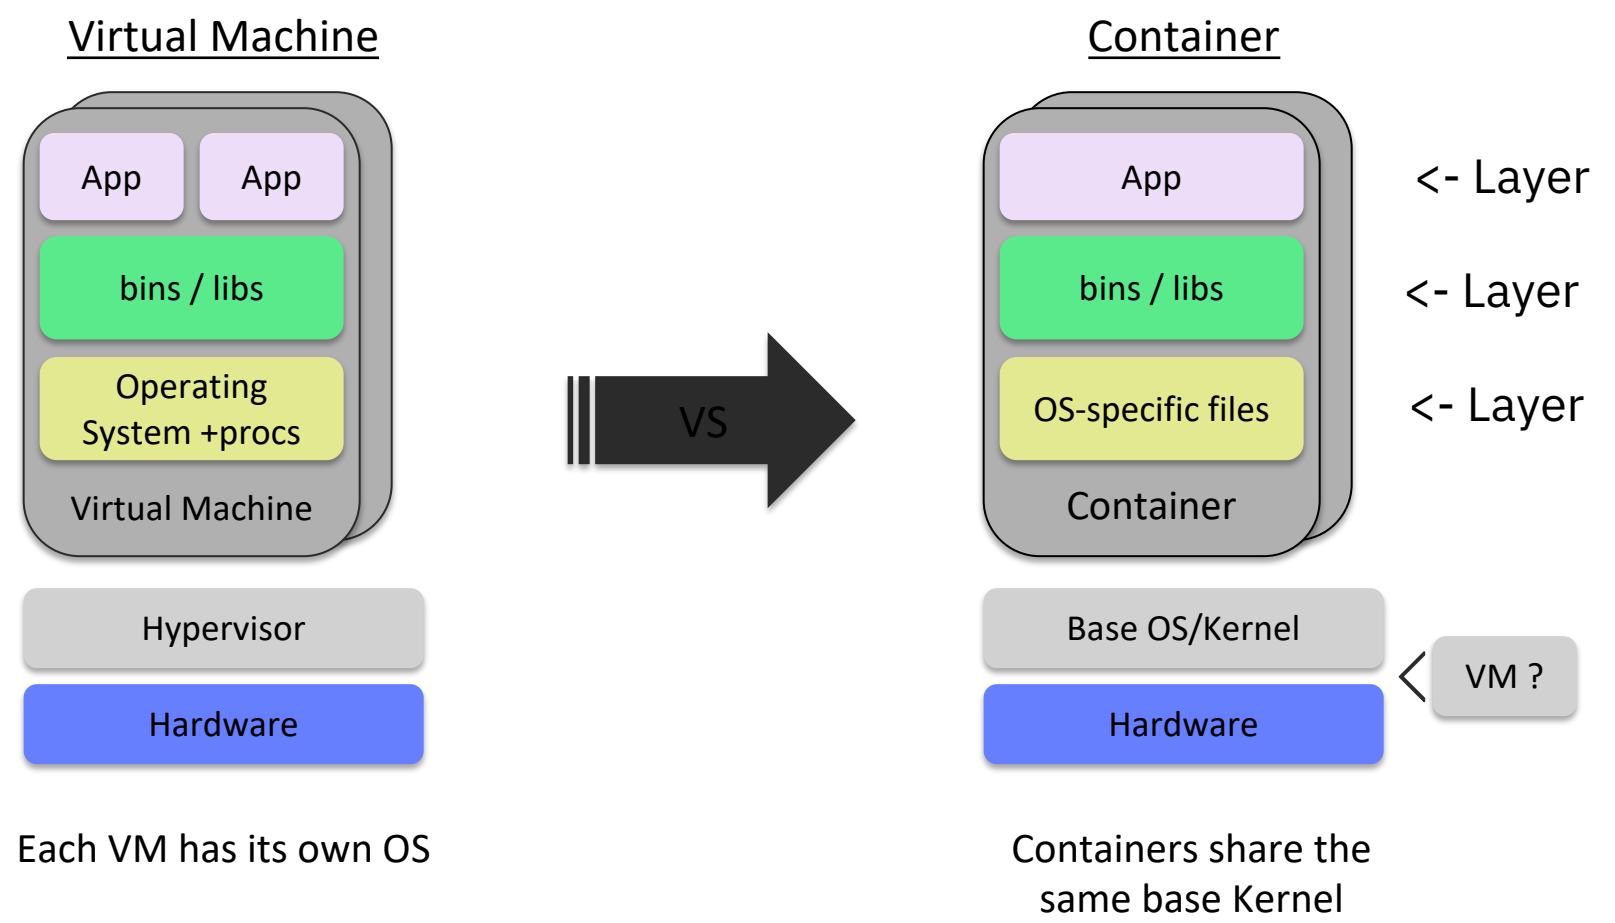 Virtual Machine
App
App
bins / libs
Operating
System +procs
Virtual Machine
Hypervisor
Hardware
Each VM has its own OS
VS
Container
App
<- Layer
bins / libs
<- Layer
OS-specific files
<- Layer
Container
Base OS/Kernel
VM ?
Hardware
Containers share the
same base Kernel